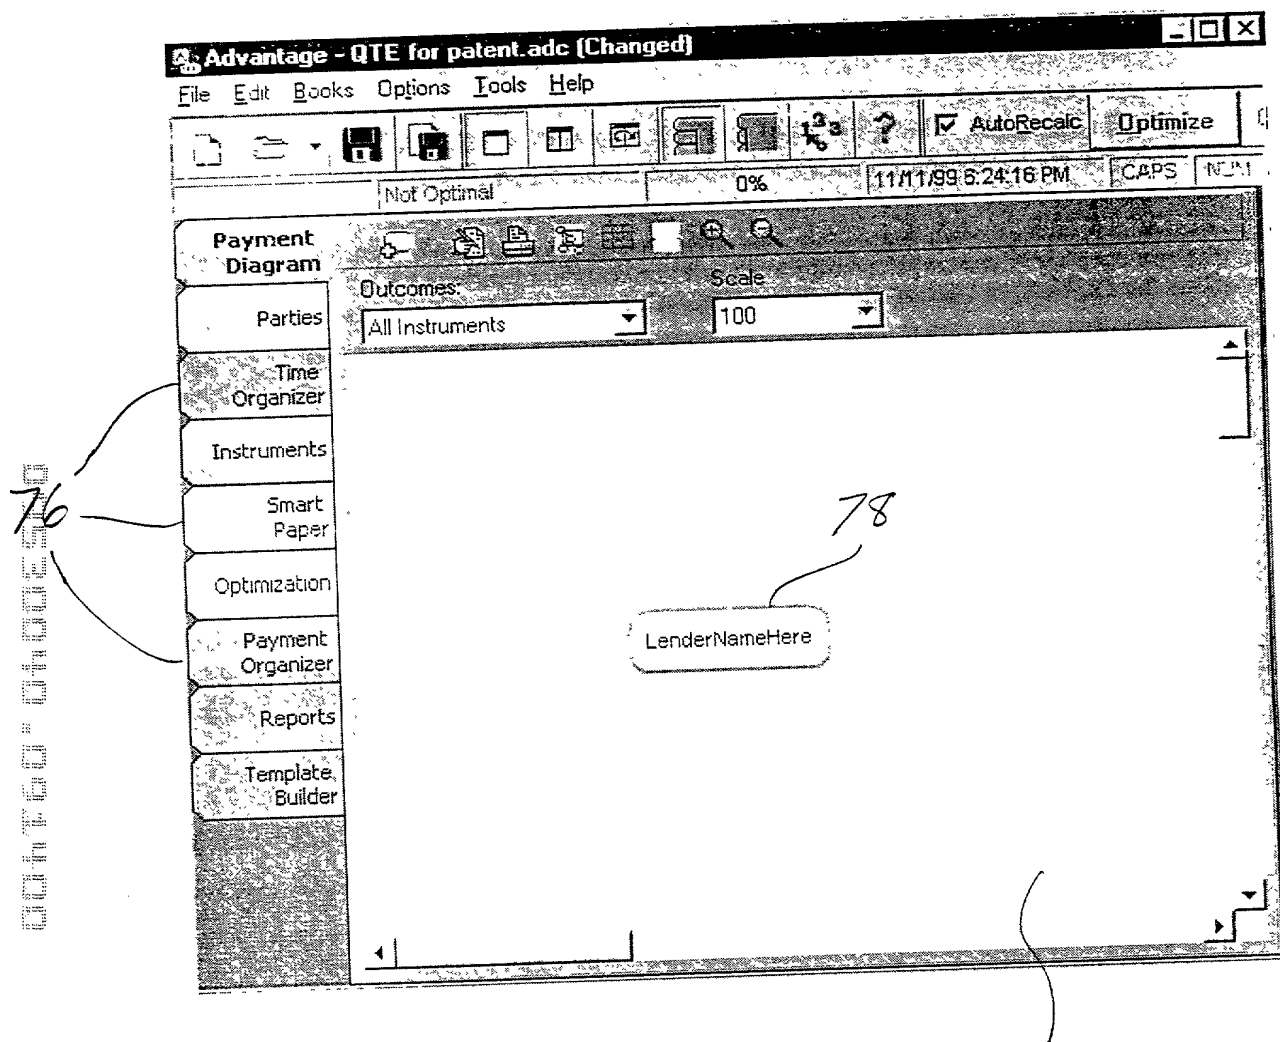 Advantage - QTE for patent.adc (Changed)
File Edit Books Options Tools Help
AutoRecalc Optimize
Not Optimal 0% 11/11/99 6:24:16 PM CAPS NUM
Payment
Diagram
Outcomes: Scale
All Instruments 100
Parties
Time
Organizer
Instruments
76
Smart
Paper
78
Optimization
LenderNameHere
Payment
Organizer
Reports
Template
Builder